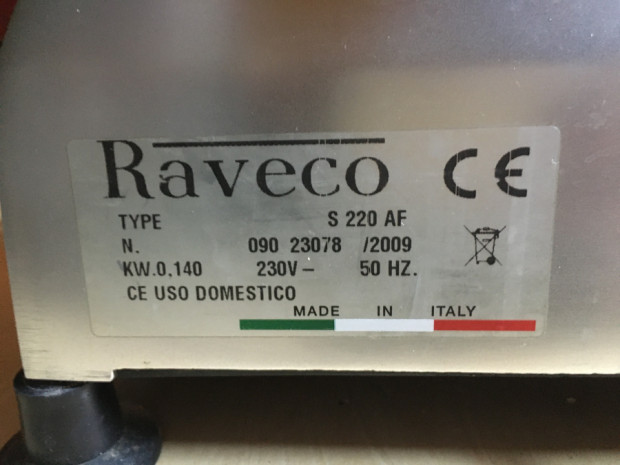 Raveco CE
TYPE S 220 AF
N. 090 23078 /2009
KW.0,140 230V– 50 HZ.
CE USO DOMESTICO
MADE IN ITALY